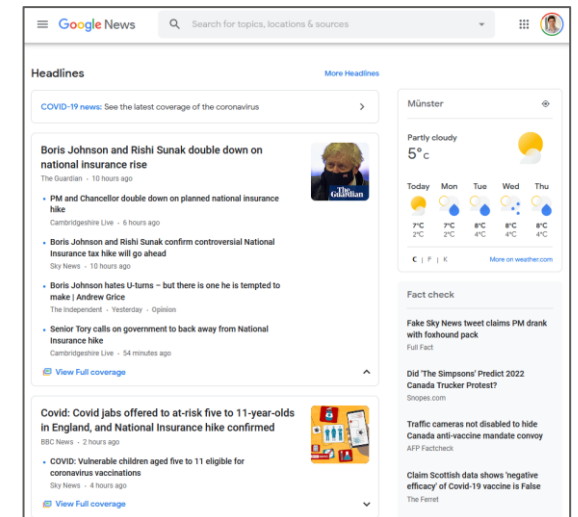 Google News
Search for topics, locations & sources
Headlines
More Headlines
COVID-19 news: See the latest coverage of the coronavirus
Boris Johnson and Rishi Sunak double down on
national insurance rise
The Guardian - 10 hours ago
The
Guardian
• PM and Chancellor double down on planned national insurance
hike
Cambridgeshire Live - 6 hours ago
• Boris Johnson and Rishi Sunak confirm controversial National
Insurance tax hike will go ahead
Sky News - 10 hours ago
• Boris Johnson hates U-turns – but there is one he is tempted to
make | Andrew Grice
The Independent - Yesterday - Opinion
• Senior Tory calls on government to back away from National
Insurance hike
Cambridgeshire Live - 54 minutes ago
View Full coverage
Covid: Covid jabs offered to at-risk five to 11-year-olds
in England, and National Insurance hike confirmed
BBC News - 2 hours ago
• COVID: Vulnerable children aged five to 11 eligible for
coronavirus vaccinations
Sky News - 4 hours ago
View Full coverage
Münster
Partly cloudy
5°C
Today Mon Tue Wed Thu
7°C 7°C 8°C 8°C 8°C
2°C 2°C 4°C 4°C 4°C
C | F | K
More on weather.com
Fact check
Fake Sky News tweet claims PM drank
with foxhound pack
Full Fact
Did 'The Simpsons' Predict 2022
Canada Trucker Protest?
Snopes.com
Traffic cameras not disabled to hide
Canada anti-vaccine mandate convoy
AFP Factcheck
Claim Scottish data shows 'negative
efficacy' of Covid-19 vaccine is False
The Ferret